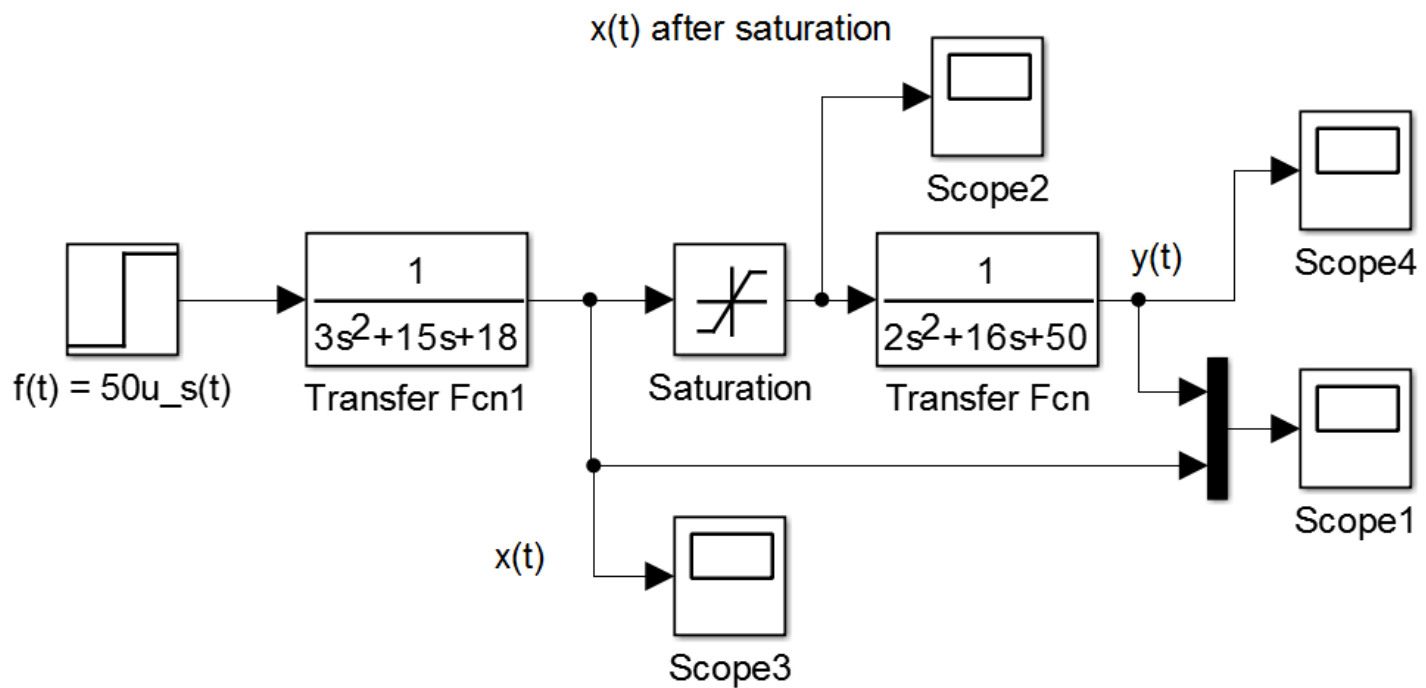 x(t) after saturation
Scope2
Scope4
f(t) = 50u_s(t)
1
3s²+15s+18
Transfer Fcn1
Saturation
1
2s²+16s+50
Transfer Fcn
y(t)
Scope1
x(t)
Scope3